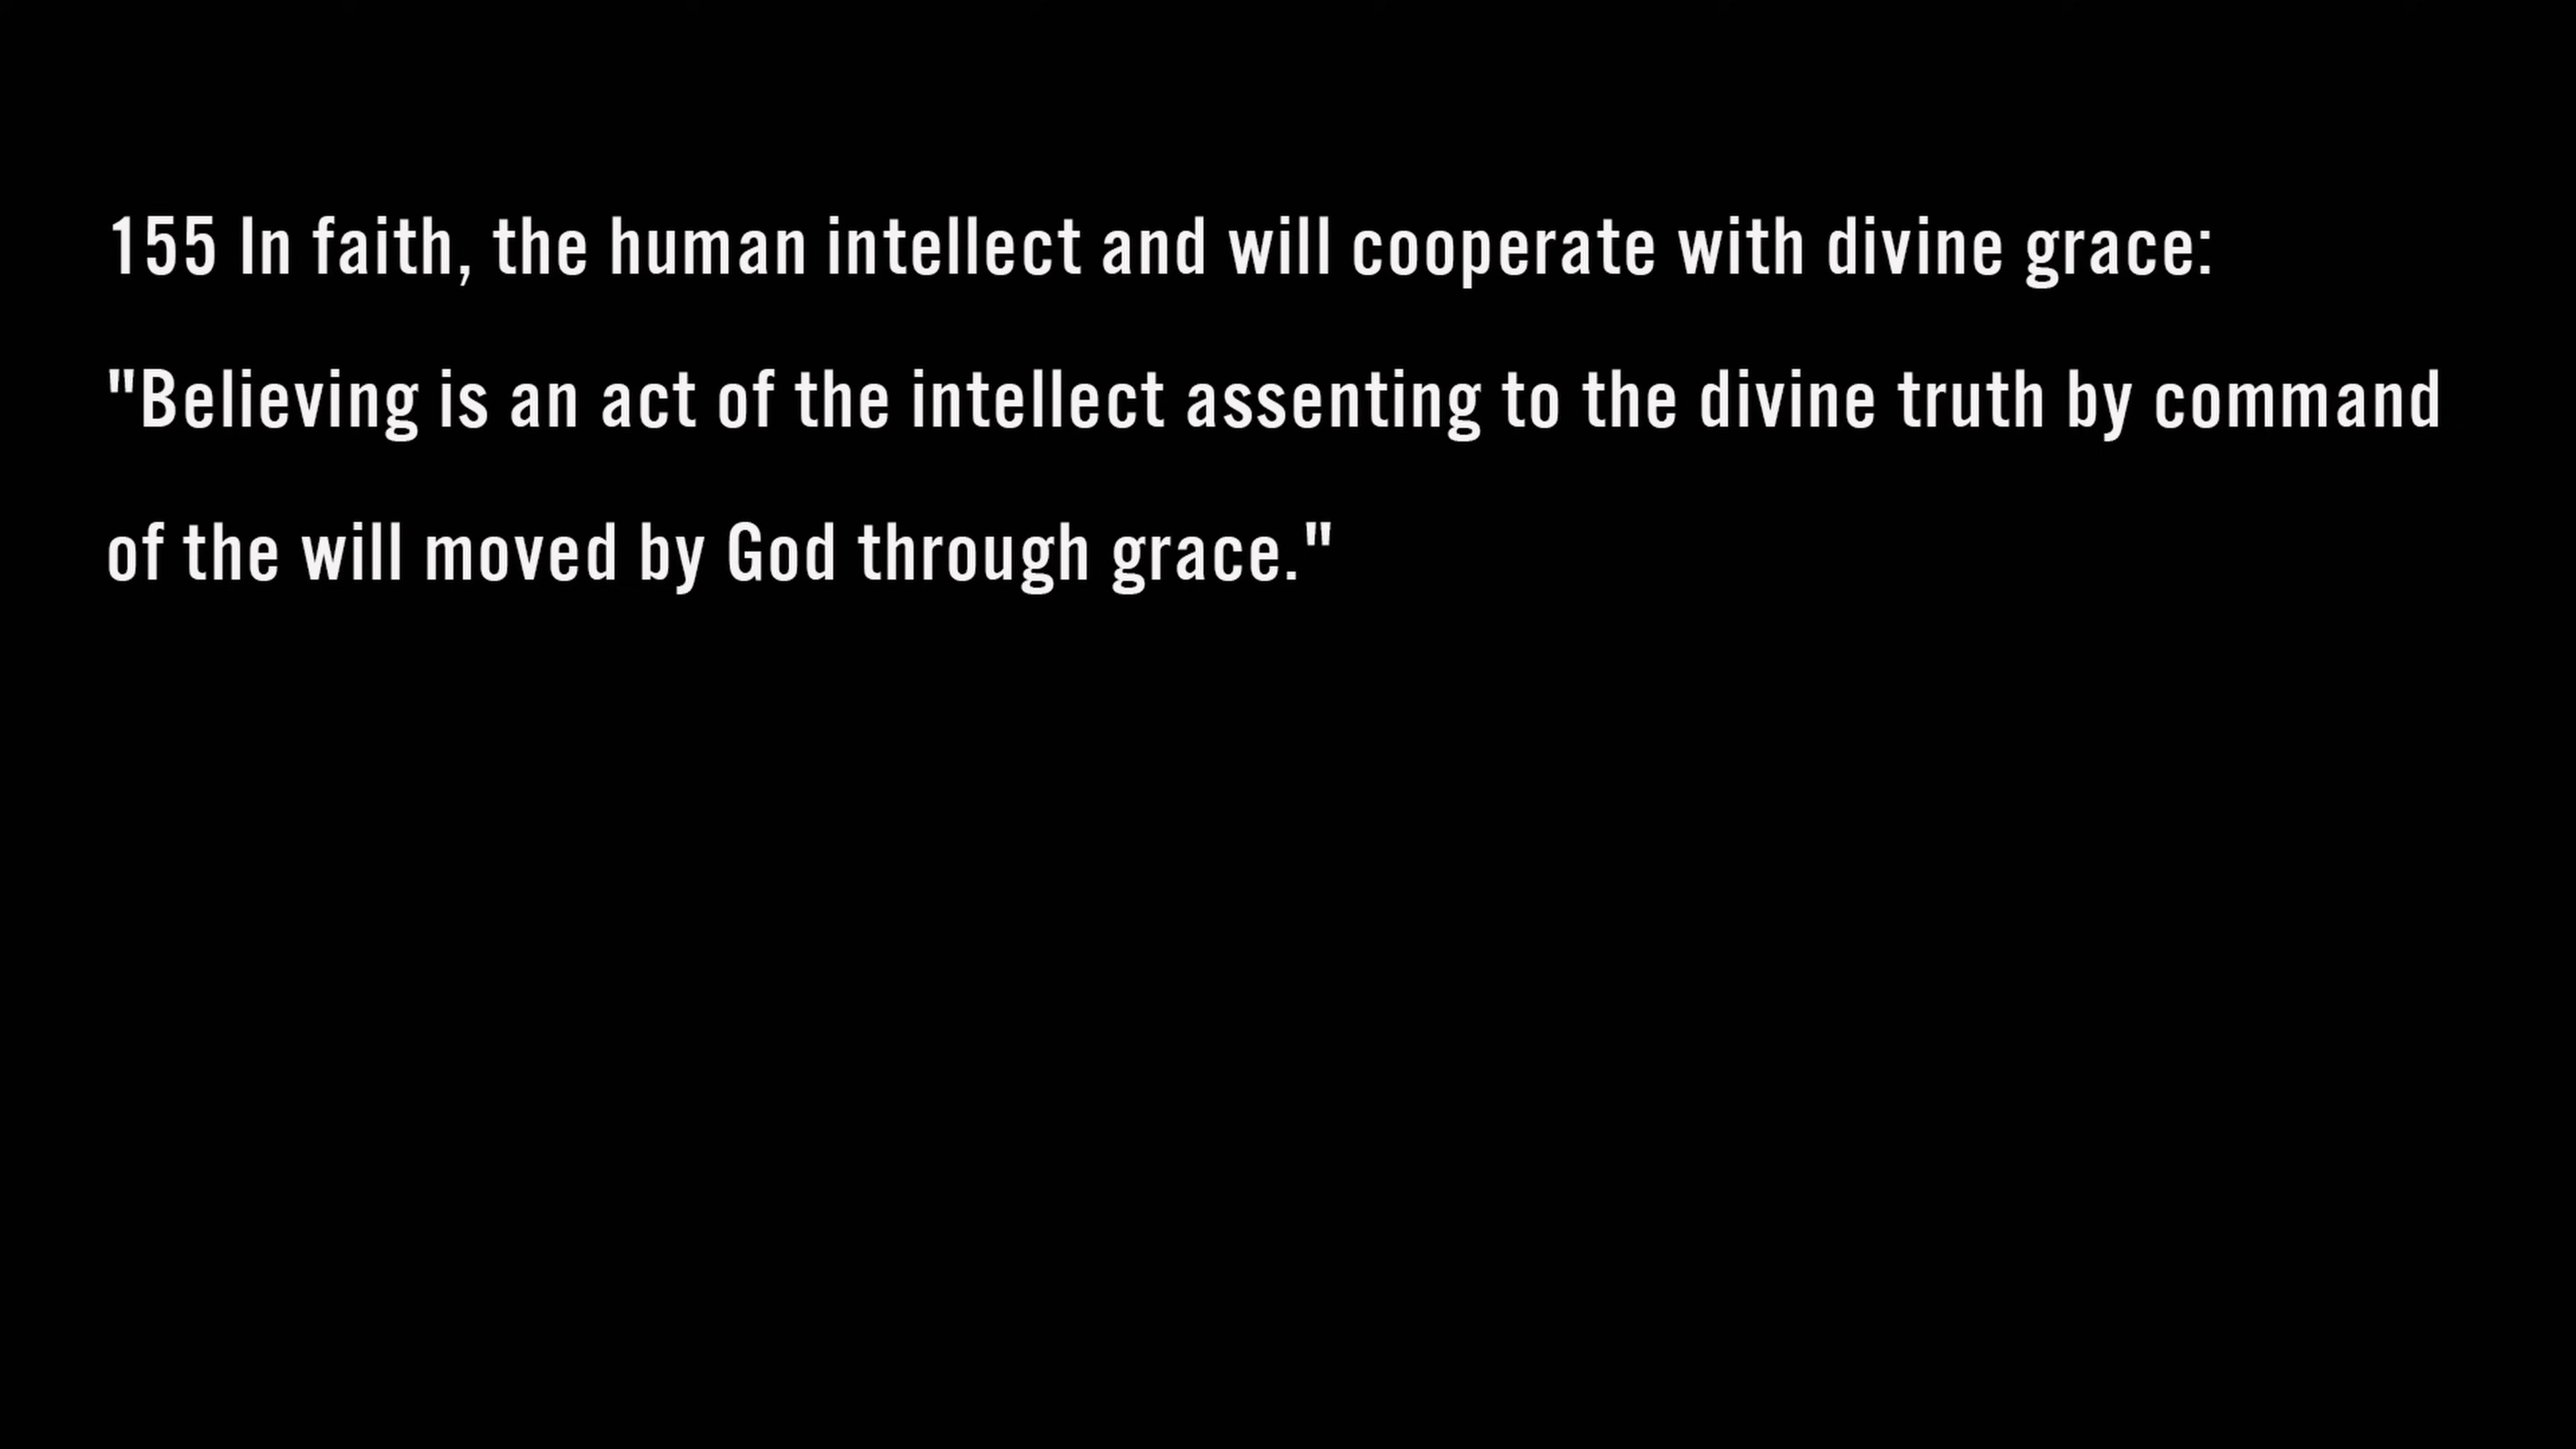 155 In faith, the human intellect and will cooperate with divine grace:
"Believing is an act of the intellect assenting to the divine truth by command
of the will moved by God through grace."